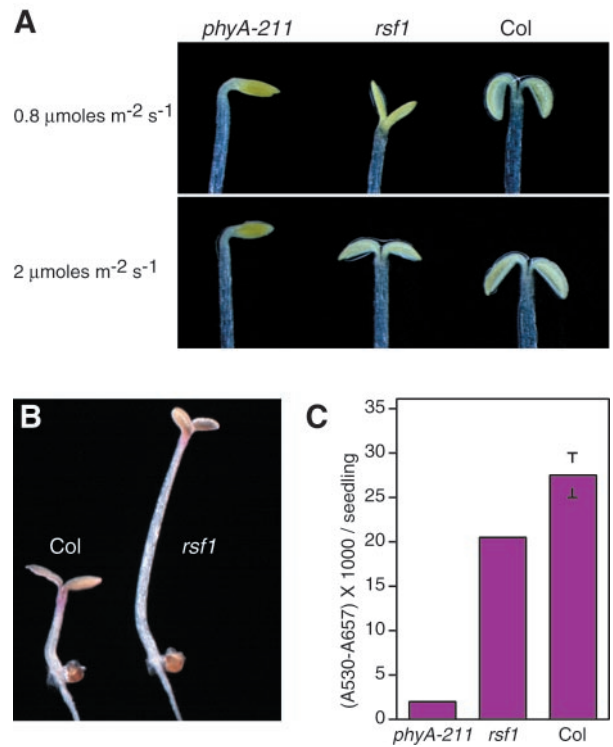 A
phyA-211 rsf1 Col
0.8 μmoles m-2 s-1
2 μmoles m-2 s-1
B
Col
rsf1
C
(A530-A657) X 1000 / seedling
35
30
25
20
15
10
5
0
phyA-211 rsf1 Col